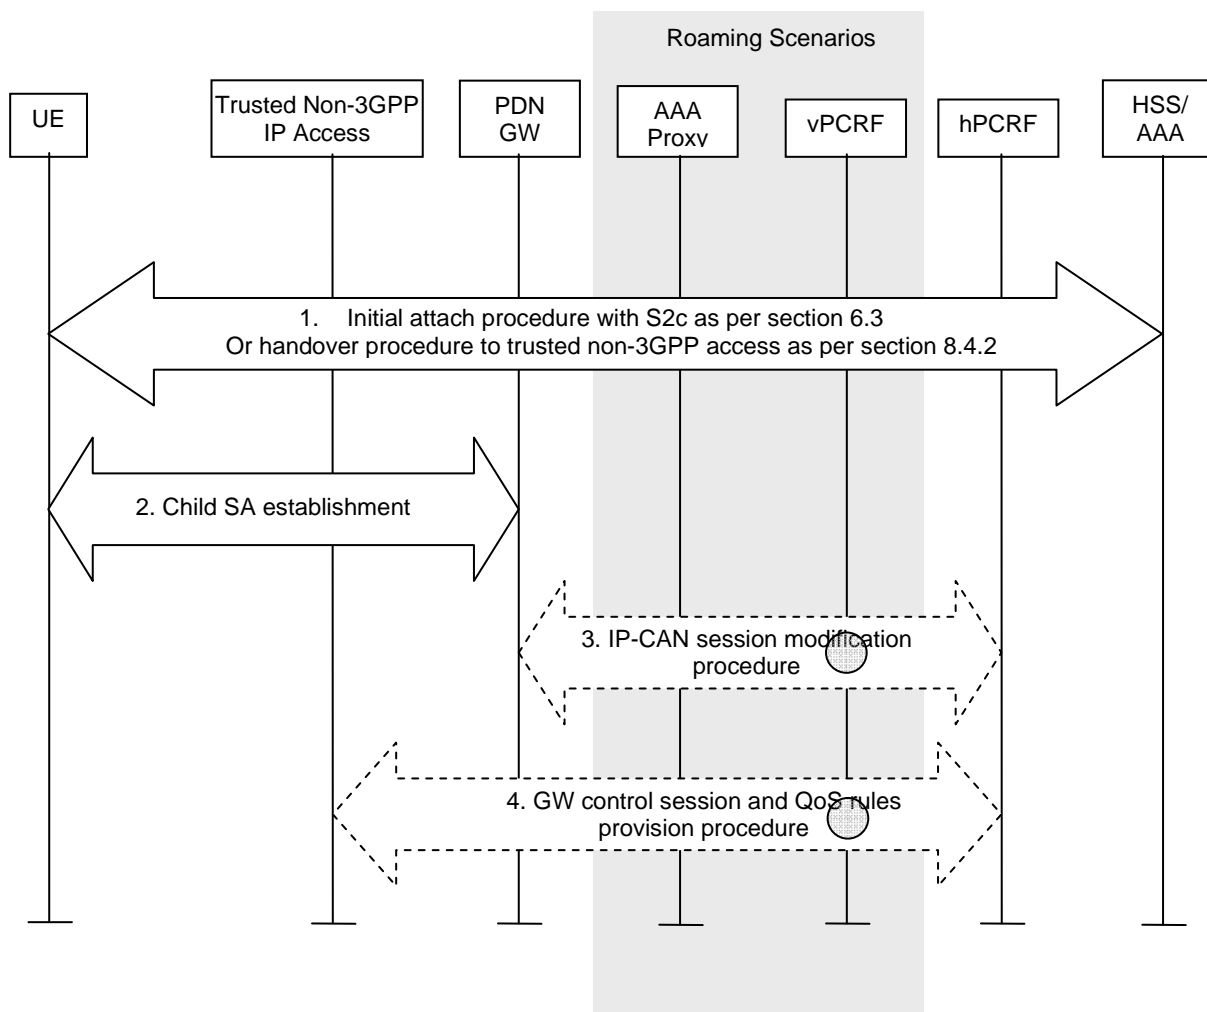 Roaming Scenarios
UE
Trusted Non-3GPP
IP Access
PDN
GW
AAA
Proxy
vPCRF
hPCRF
HSS/
AAA
1. Initial attach procedure with S2c as per section 6.3
Or handover procedure to trusted non-3GPP access as per section 8.4.2
2. Child SA establishment
3. IP-CAN session modification
procedure
4. GW control session and QoS rules
provision procedure